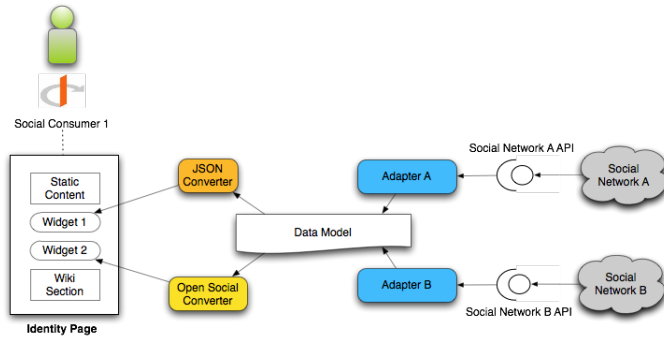 Social Consumer 1
Static
Content
Widget 1
Widget 2
Wiki
Section
Identity Page
JSON
Converter
Open Social
Converter
Data Model
Adapter A
Adapter B
Social Network A API
Social
Network A
Social Network B API
Social
Network B